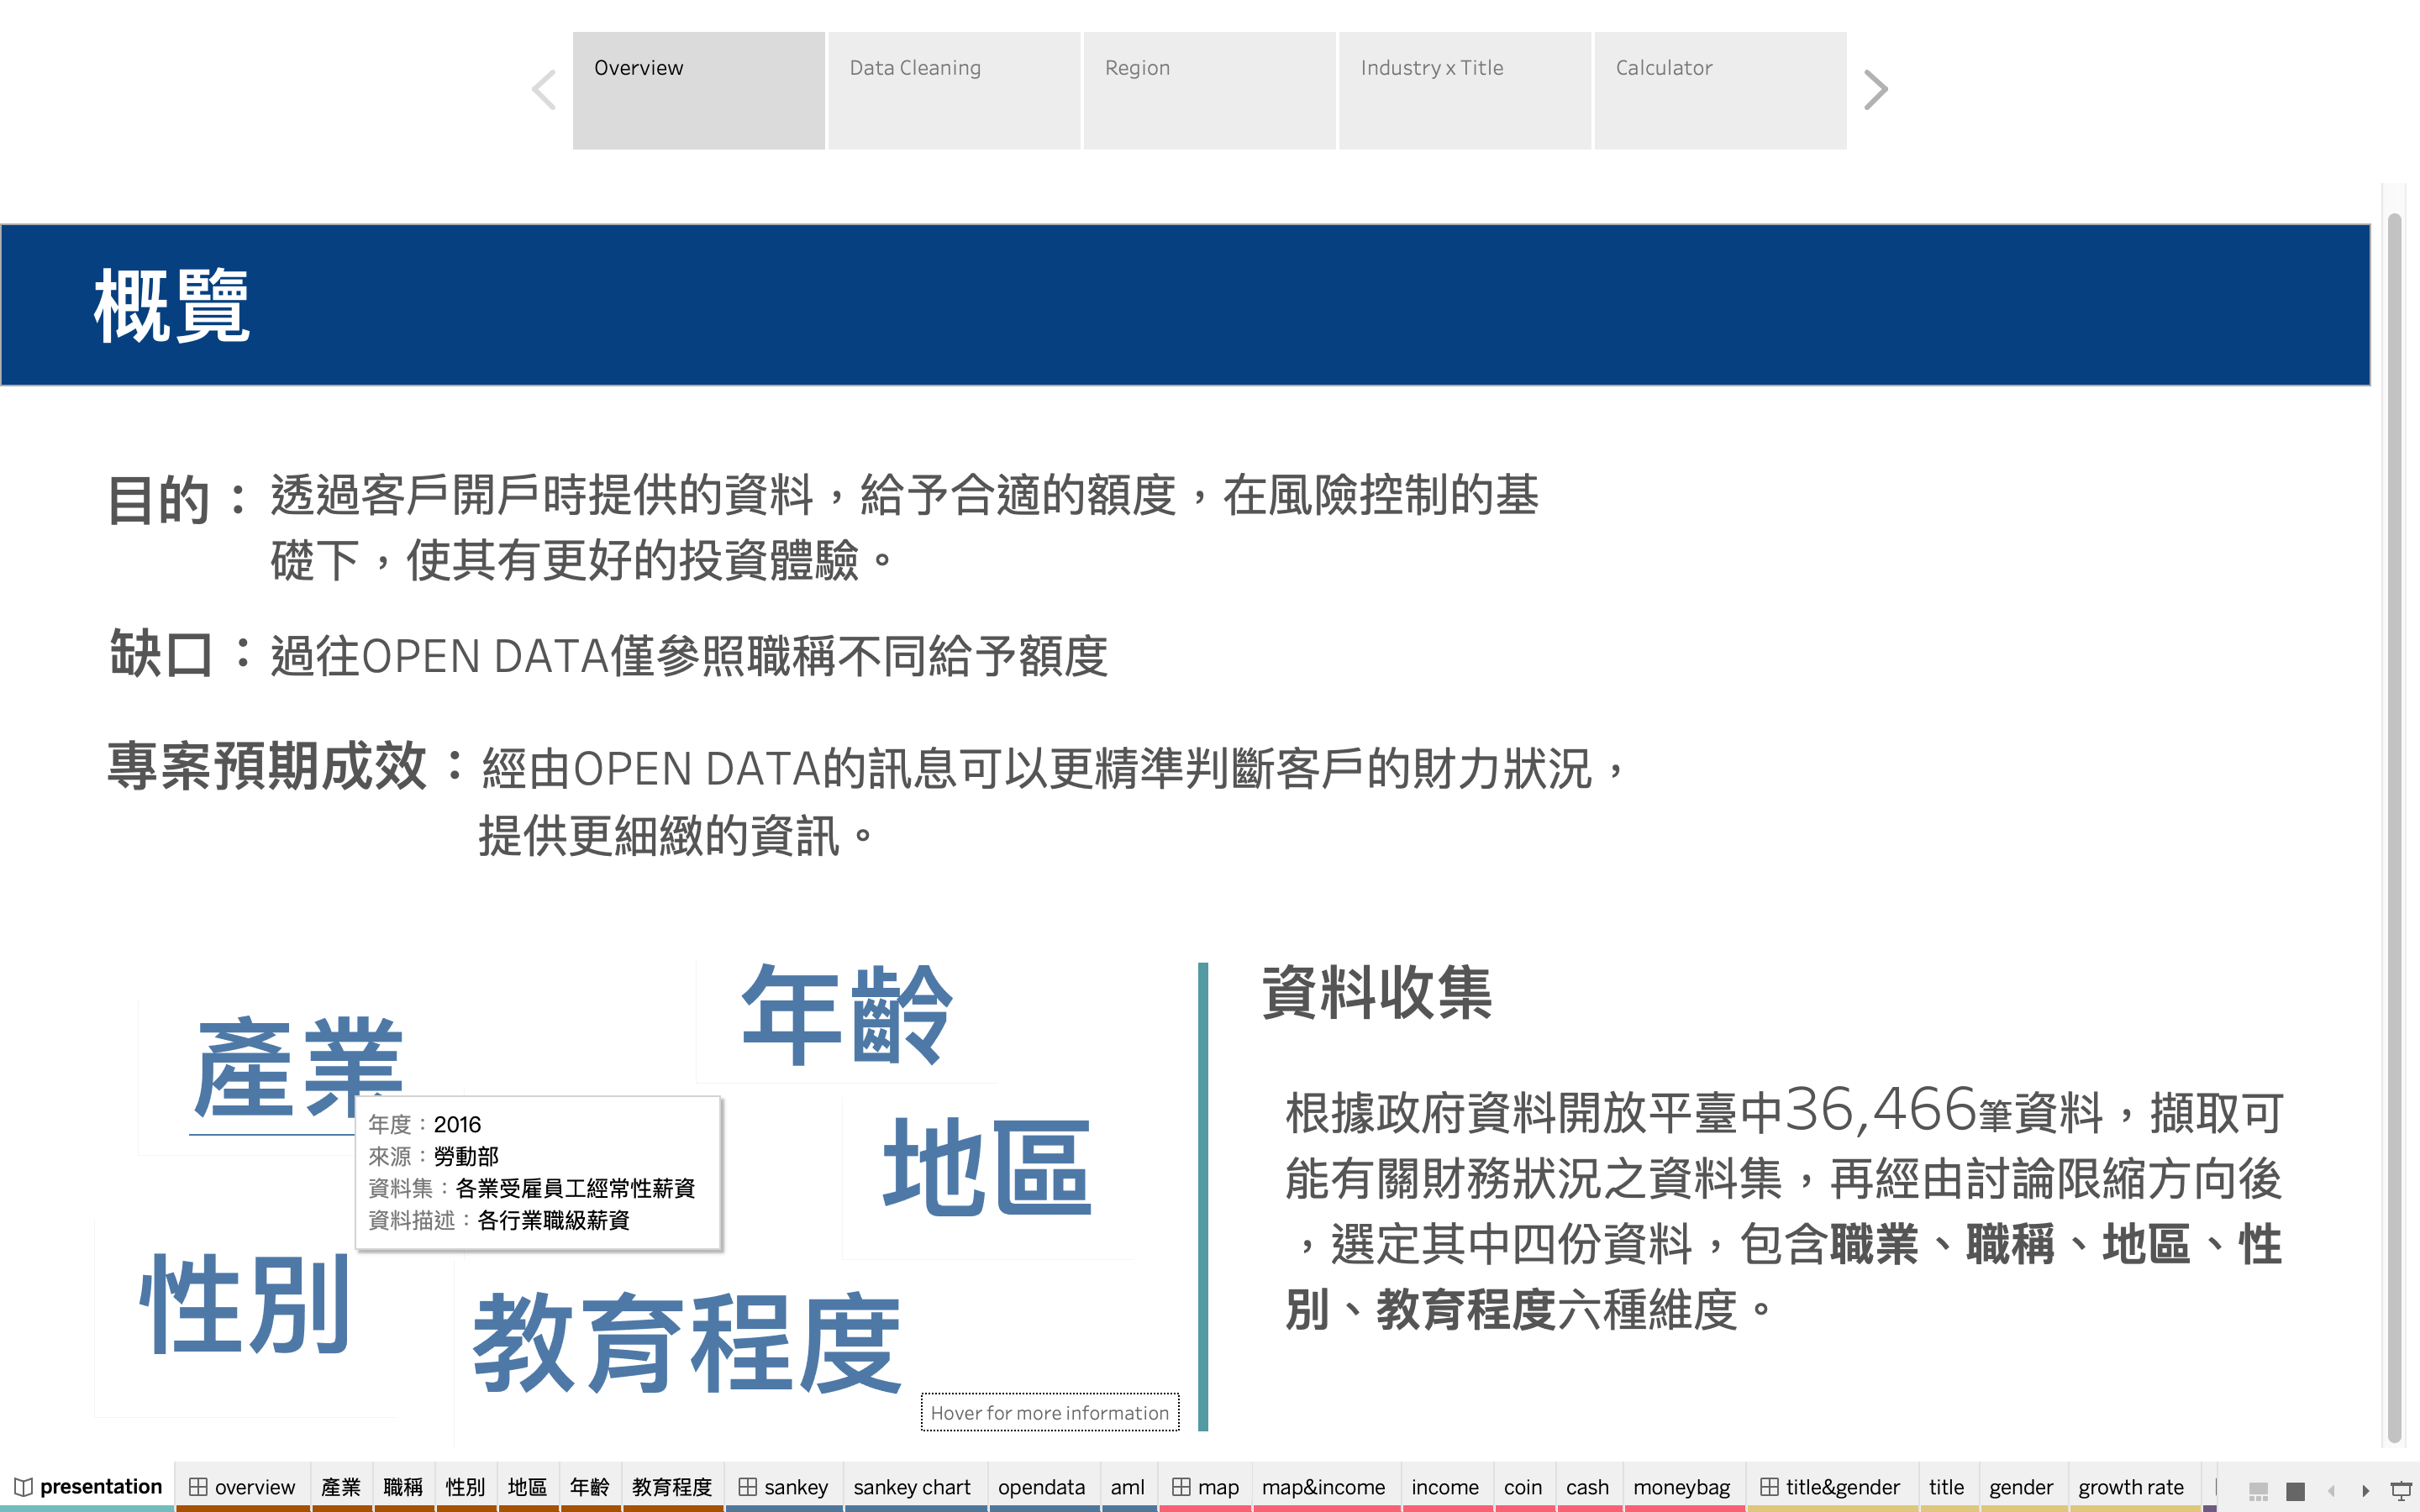 Overview
Data Cleaning
Region
Industry x Title
Calculator
概覽
目的：透過客戶開戶時提供的資料，給予合適的額度，在風險控制的基
礎下，使其有更好的投資體驗。
缺口：過往OPEN DATA僅參照職稱不同給予額度
專案預期成效：經由OPEN DATA的訊息可以更精準判斷客戶的財力狀況，
提供更細緻的資訊。
年齡
產業
地區
年度：2016
來源：勞動部
資料集：各業受雇員工經常性薪資
資料描述：各行業職級薪資
性別
教育程度
Hover for more information
資料收集
根據政府資料開放平臺中36,466筆資料，擷取可
能有關財務狀況之資料集，再經由討論限縮方向後
，選定其中四份資料，包含職業、職稱、地區、性
別、教育程度六種維度。
presentation
overview
產業
職稱
性別
地區
年齡
教育程度
sankey
sankey chart
opendata
aml
map
map&income
income
coin
cash
moneybag
title&gender
title
gender
growth rate